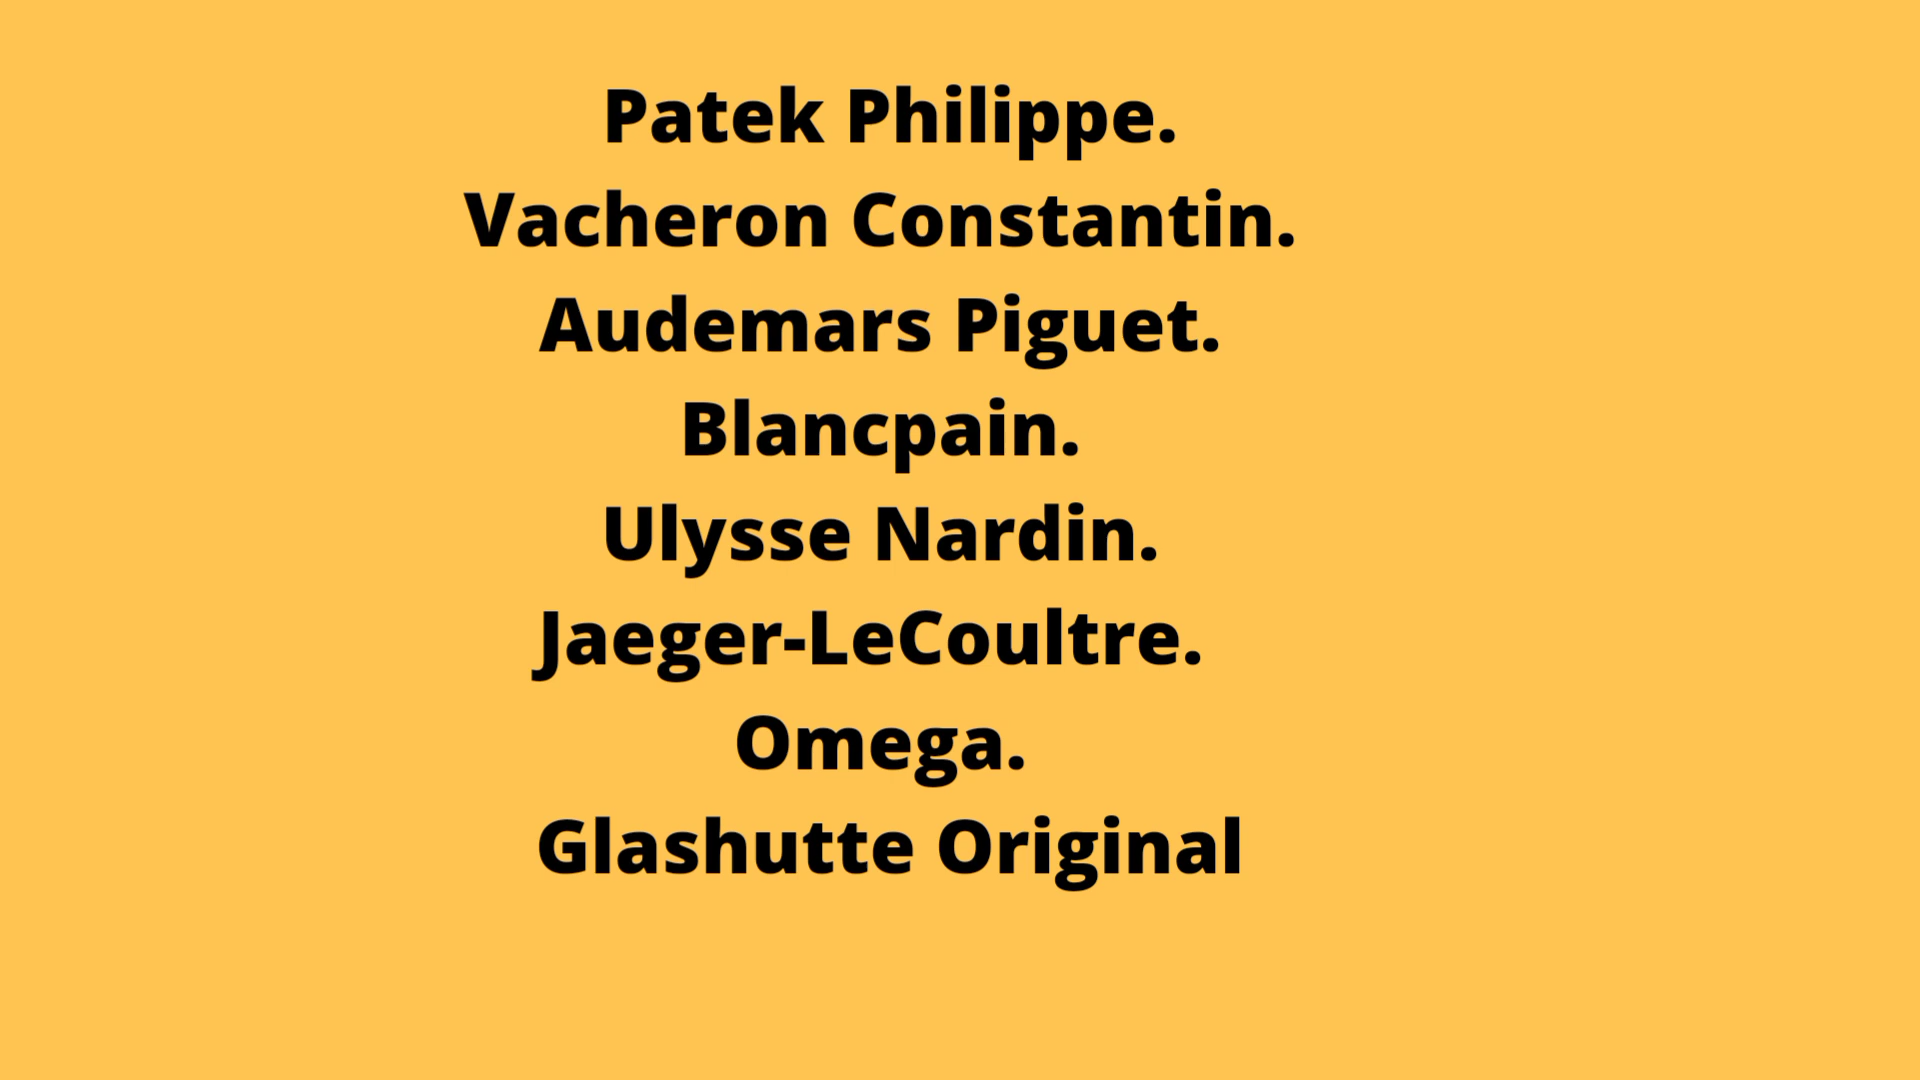 Patek Philippe.
Vacheron Constantin.
Audemars Piguet.
Blancpain.
Ulysse Nardin.
Jaeger-LeCoultre.
Omega.
Glashutte Original